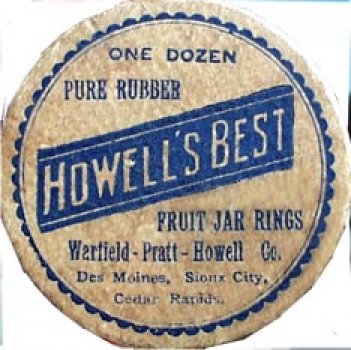 ONE DOZEN
PURE RUBBER
HOWELL'S BEST
FRUIT JAR RINGS
Warfield-Pratt-Howell Co.
Des Moines, Sioux City,
Cedar Rapids.